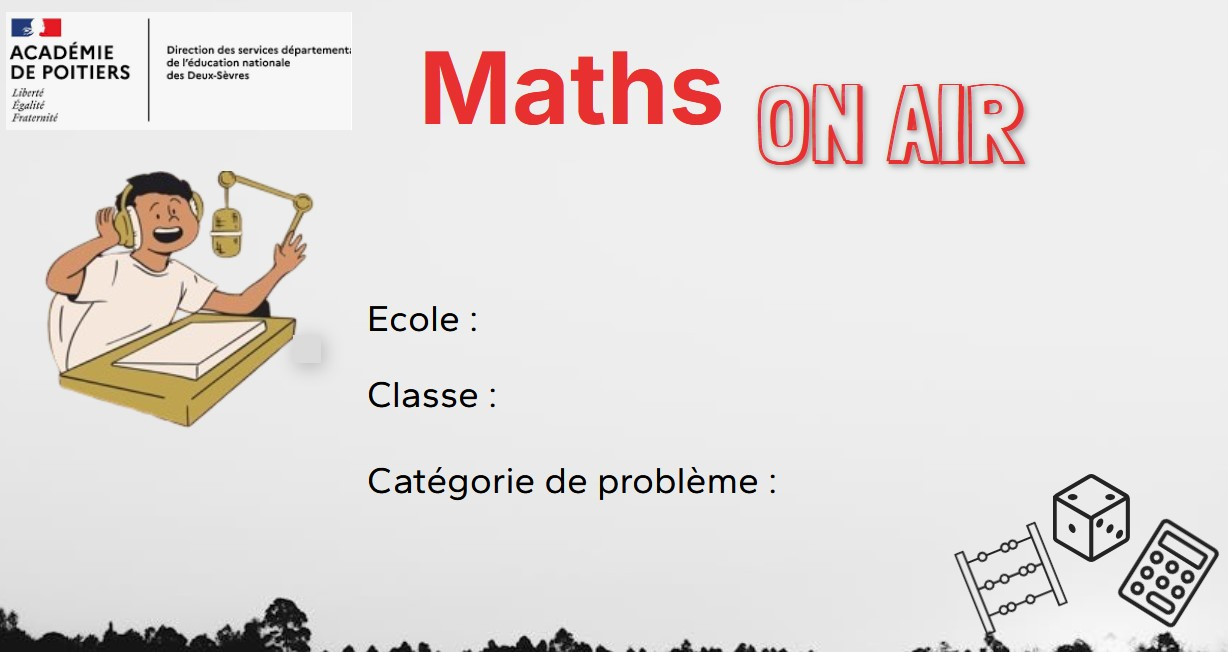 ACADÉMIE
DE POITIERS
Liberté
Égalité
Fraternité
Direction des services département
de l'éducation nationale
des Deux-Sèvres
Maths ON AIR
Ecole :
Classe :
Catégorie de problème :